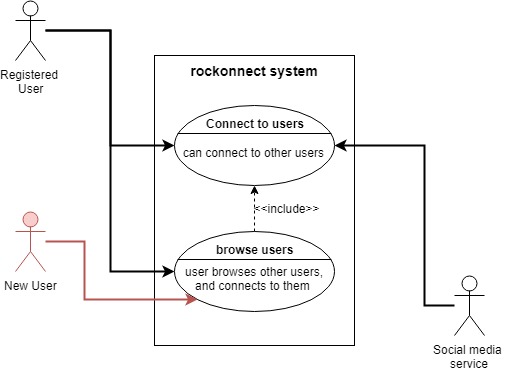 Registered
User
rockonnect system
Connect to users
can connect to other users
<<include>>
browse users
user browses other users,
and connects to them
New User
Social media
service